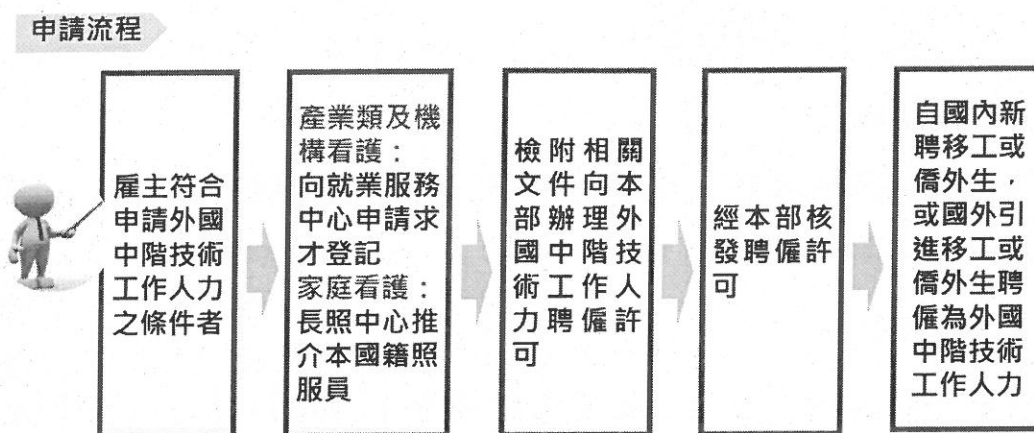 申請流程
雇主符合
申請外國
中階技術
工作人力
之條件者
產業類及機
構看護：
向就業服務
中心申請求
才登記
家庭看護：
長照中心推
介本國籍照
服員
檢附相關
文件向本
部辦理外
國中階技
術工作人
力聘僱許
可
經本部核
發聘僱許
可
自國內新
聘移工或
僑外生，
或國外引
進移工或
僑外生聘
僱為外國
中階技術
工作人力